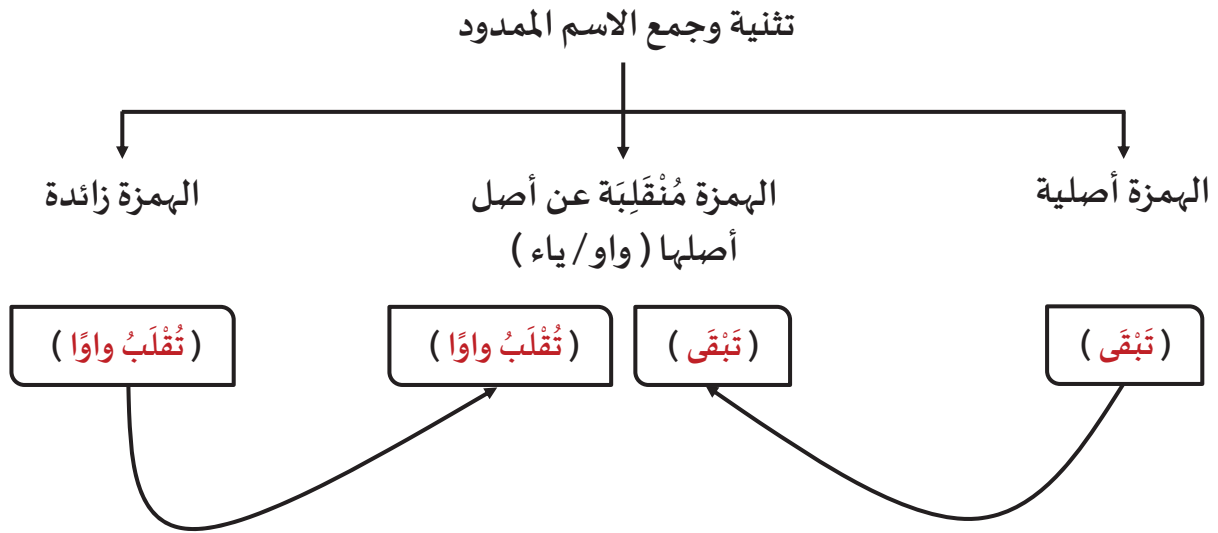 تثنية وجمع الاسم الممدود
الهمزة أصلية
الهمزة مُنْقَلِبَة عن أصل
أصلها ( واو / ياء )
الهمزة زائدة
( تَبْقَى )
( تَبْقَى )
( تُقْلَبُ واوًا )
( تُقْلَبُ واوًا )